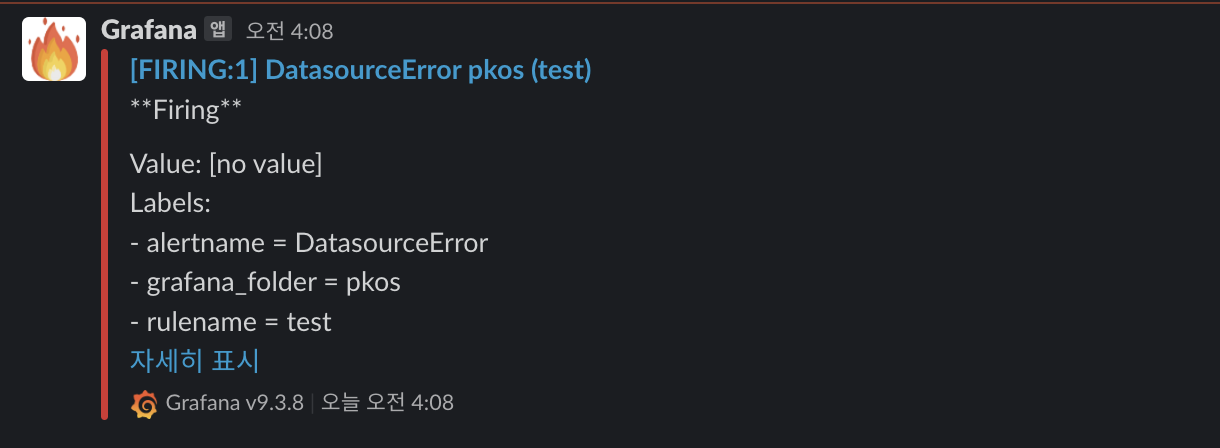 Grafana 앱 오전 4:08
[FIRING:1] DatasourceError pkos (test)
**Firing**
Value: [no value]
Labels:
- alertname = DatasourceError
- grafana_folder = pkos
- rulename = test
자세히 표시
Grafana v9.3.8 | 오늘 오전 4:08